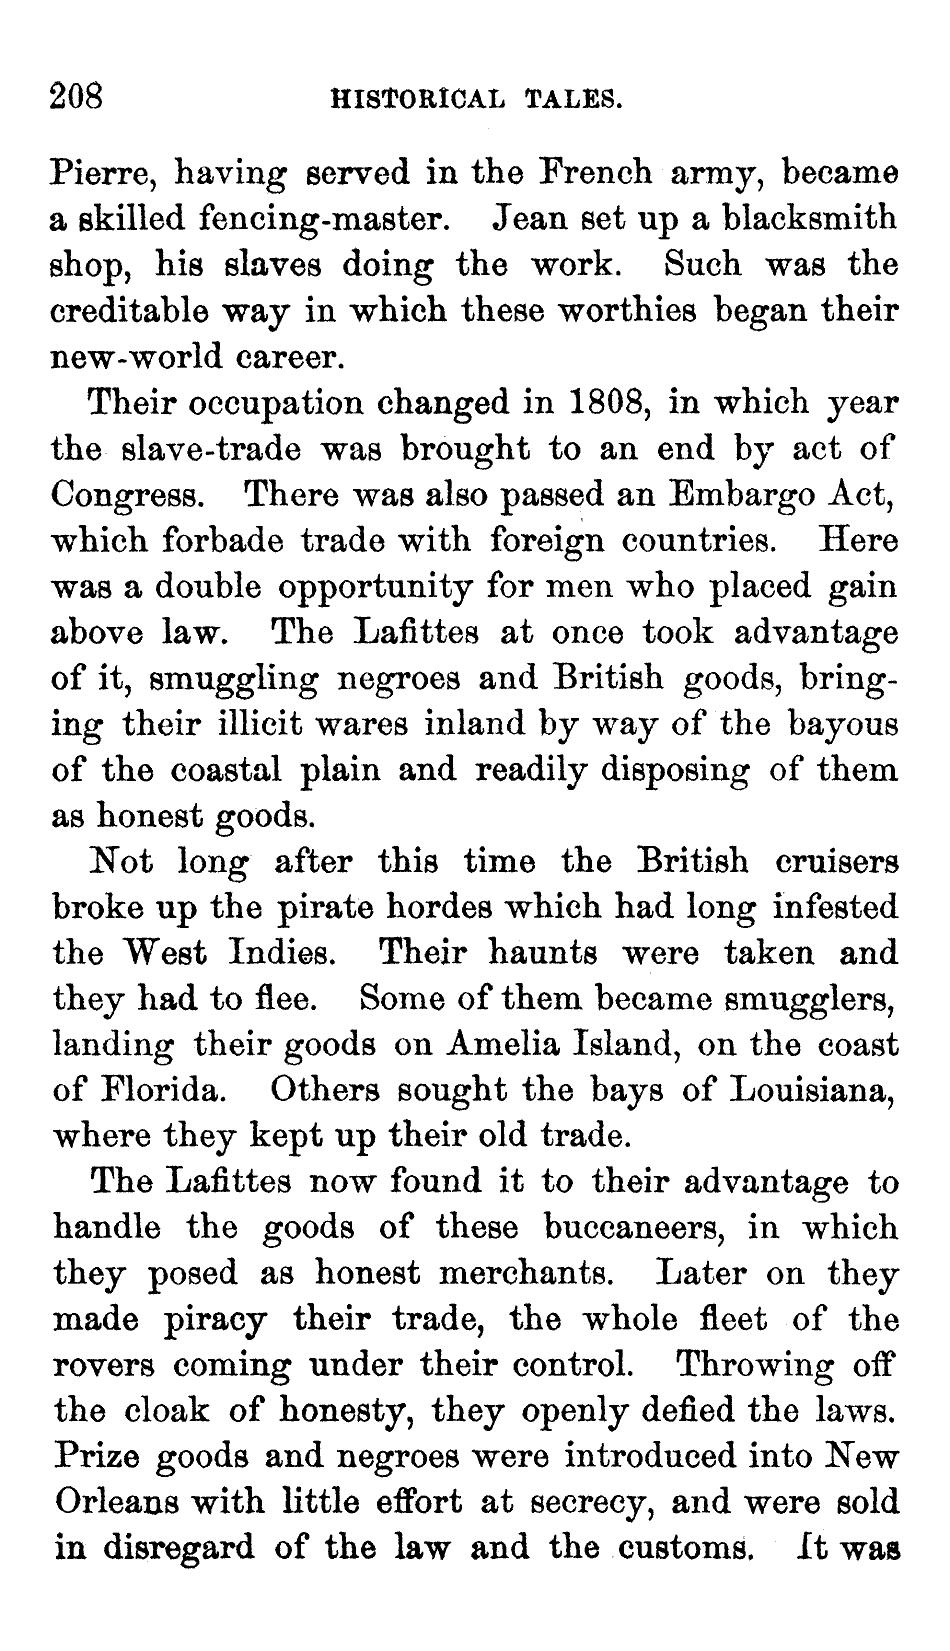 208 HISTORICAL TALES.
Pierre, having served in the French army, became
a skilled fencing-master. Jean set up a blacksmith
shop, his slaves doing the work. Such was the
creditable way in which these worthies began their
new-world career.
Their occupation changed in 1808, in which year
the slave-trade was brought to an end by act of
Congress. There was also passed an Embargo Act,
which forbade trade with foreign countries. Here
was a double opportunity for men who placed gain
above law. The Lafittes at once took advantage
of it, smuggling negroes and British goods, bring-
ing their illicit wares inland by way of the bayous
of the coastal plain and readily disposing of them
as honest goods.
Not long after this time the British cruisers
broke up the pirate hordes which had long infested
the West Indies. Their haunts were taken and
they had to flee. Some of them became smugglers,
landing their goods on Amelia Island, on the coast
of Florida. Others sought the bays of Louisiana,
where they kept up their old trade.
The Lafittes now found it to their advantage to
handle the goods of these buccaneers, in which
they posed as honest merchants. Later on they
made piracy their trade, the whole fleet of the
rovers coming under their control. Throwing off
the cloak of honesty, they openly defied the laws.
Prize goods and negroes were introduced into New
Orleans with little effort at secrecy, and were sold
in disregard of the law and the customs. It was